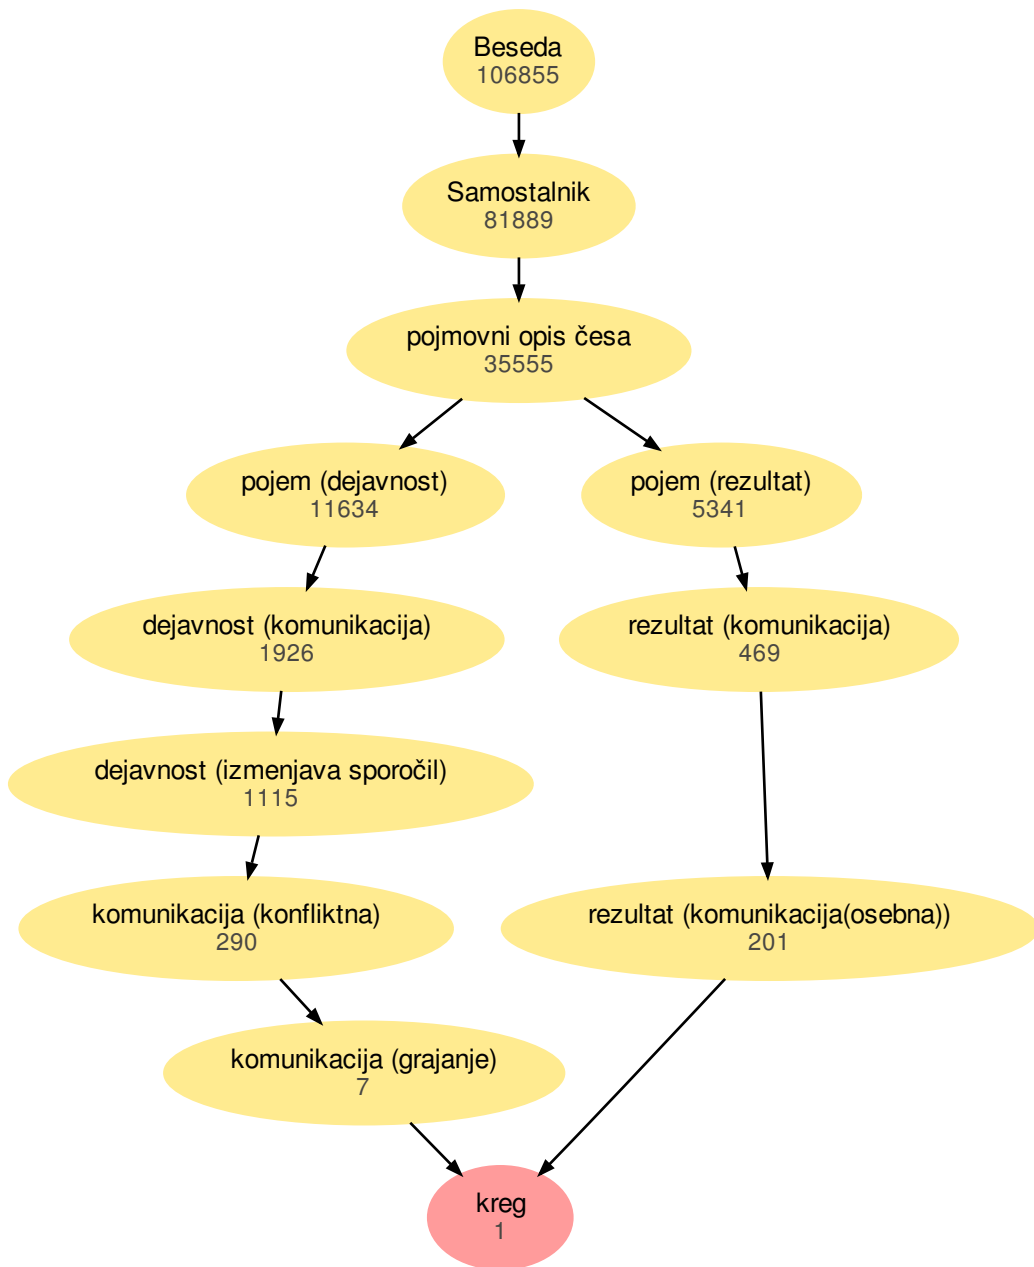 Beseda
106855
Samostalnik
81889
pojmovni opis česa
35555
pojem (dejavnost)
11634
pojem (rezultat)
5341
dejavnost (komunikacija)
1926
rezultat (komunikacija)
469
dejavnost (izmenjava sporočil)
1115
komunikacija (konfliktna)
290
rezultat (komunikacija(osebna))
201
komunikacija (grajanje)
7
kreg
1